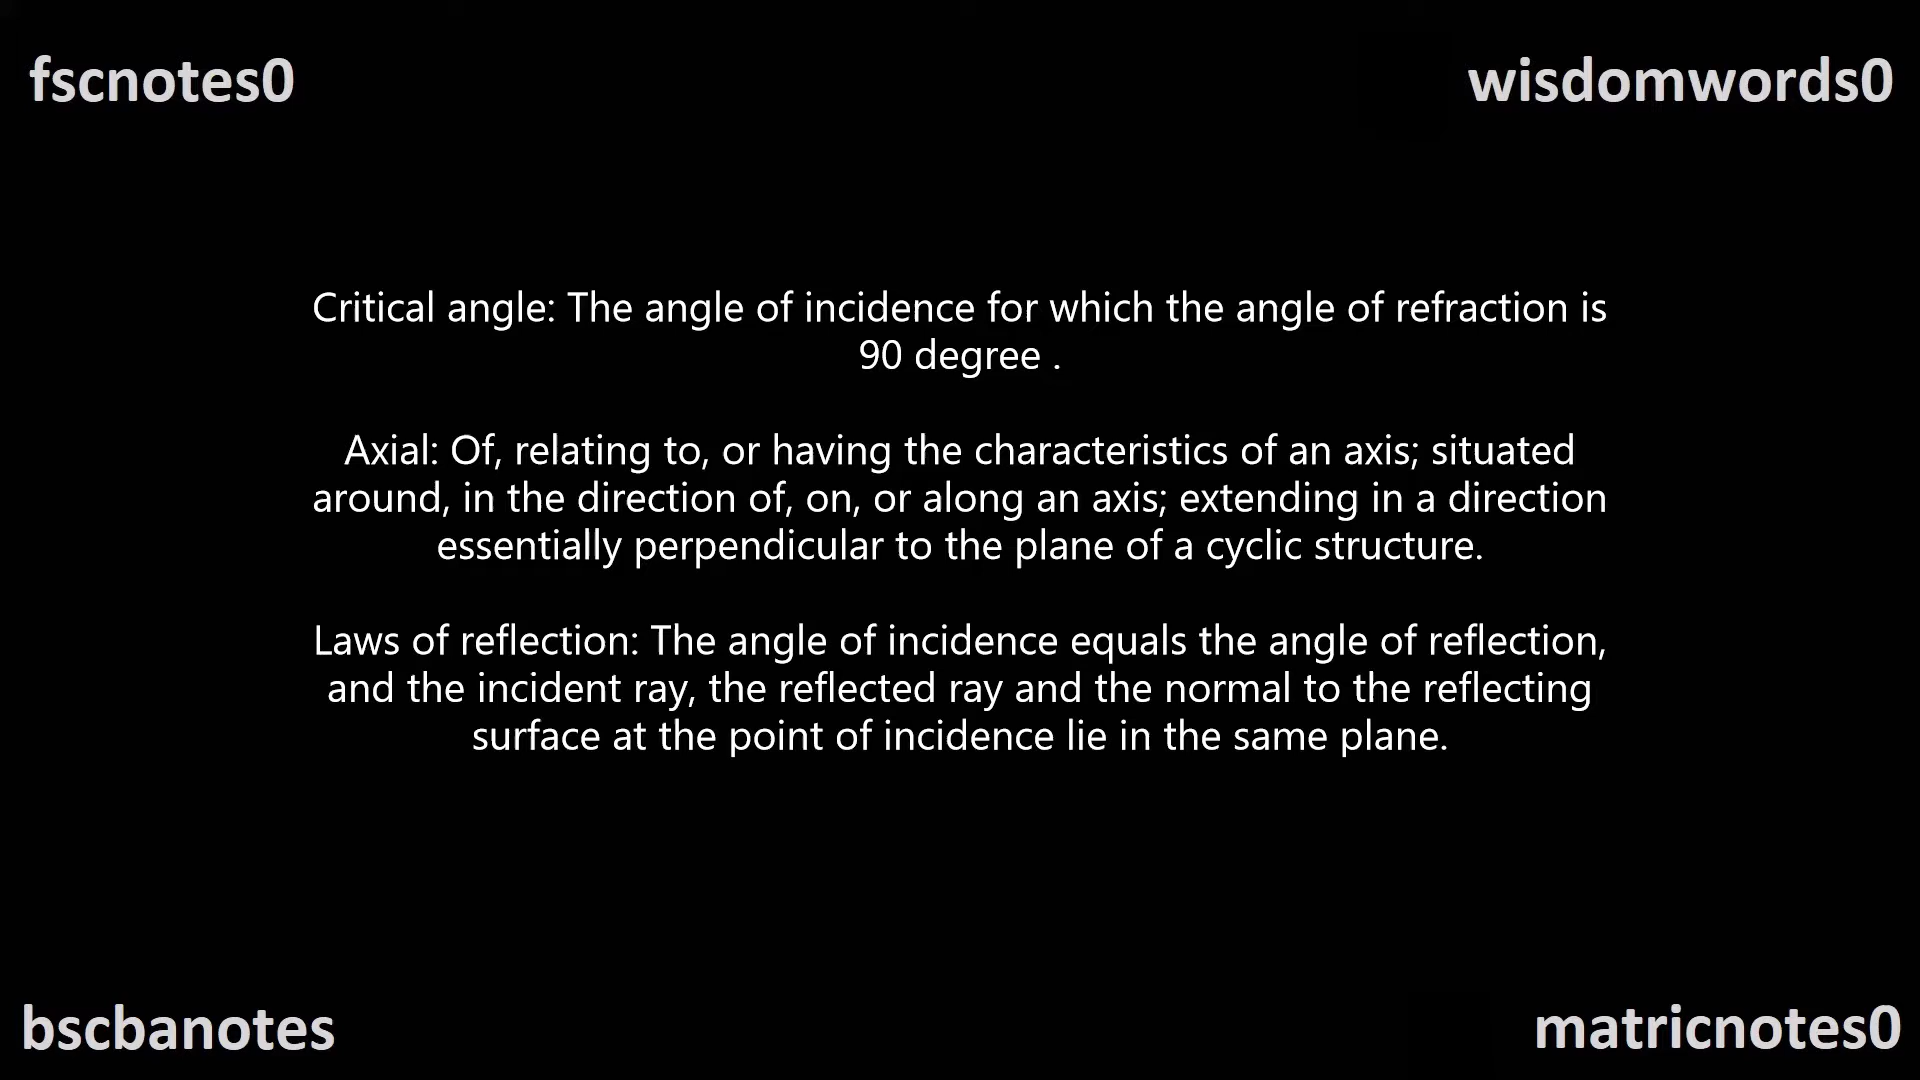 fscnotes0
wisdomwords0
Critical angle: The angle of incidence for which the angle of refraction is
90 degree .
Axial: Of, relating to, or having the characteristics of an axis; situated
around, in the direction of, on, or along an axis; extending in a direction
essentially perpendicular to the plane of a cyclic structure.
Laws of reflection: The angle of incidence equals the angle of reflection,
and the incident ray, the reflected ray and the normal to the reflecting
surface at the point of incidence lie in the same plane.
bscbanotes
matricnotes0